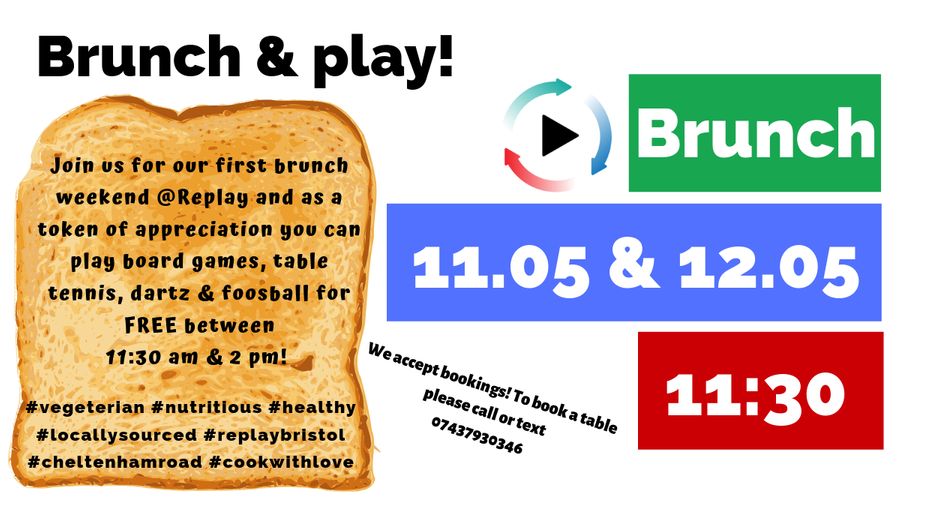 Brunch & play!
Join us for our first brunch
weekend @Replay and as a
token of appreciation you can
play board games, table
tennis, dartz & foosball for
FREE between
11:30 am & 2 pm!
#vegeterian #nutritious #healthy
#locallysourced #replaybristol
#cheltenhamroad #cookwithlove
Brunch
11.05 & 12.05
11:30
We accept bookings! To book a table
please call or text
07437930346